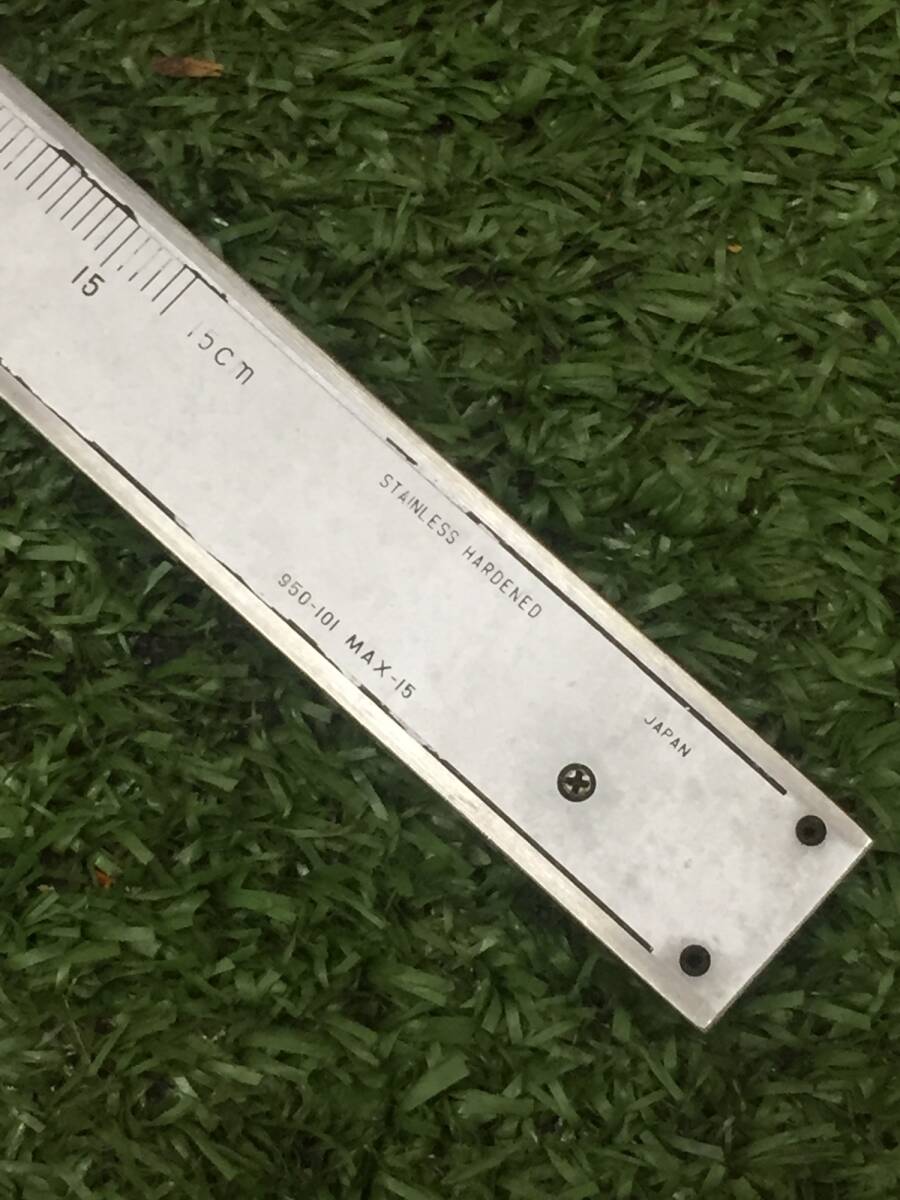 15
15cm
STAINLESS HARDENED
950-101 MAX-15
JAPAN